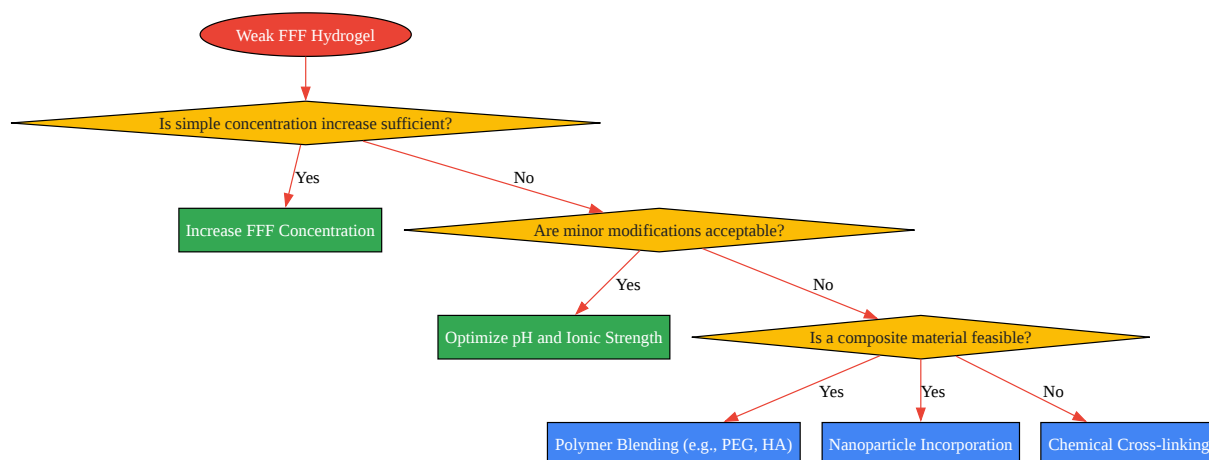 Weak FFF Hydrogel
Is simple concentration increase sufficient?
Yes
No
Increase FFF Concentration
Are minor modifications acceptable?
Yes
No
Optimize pH and Ionic Strength
Is a composite material feasible?
Yes
Yes
No
Polymer Blending (e.g., PEG, HA)
Nanoparticle Incorporation
Chemical Cross-linking